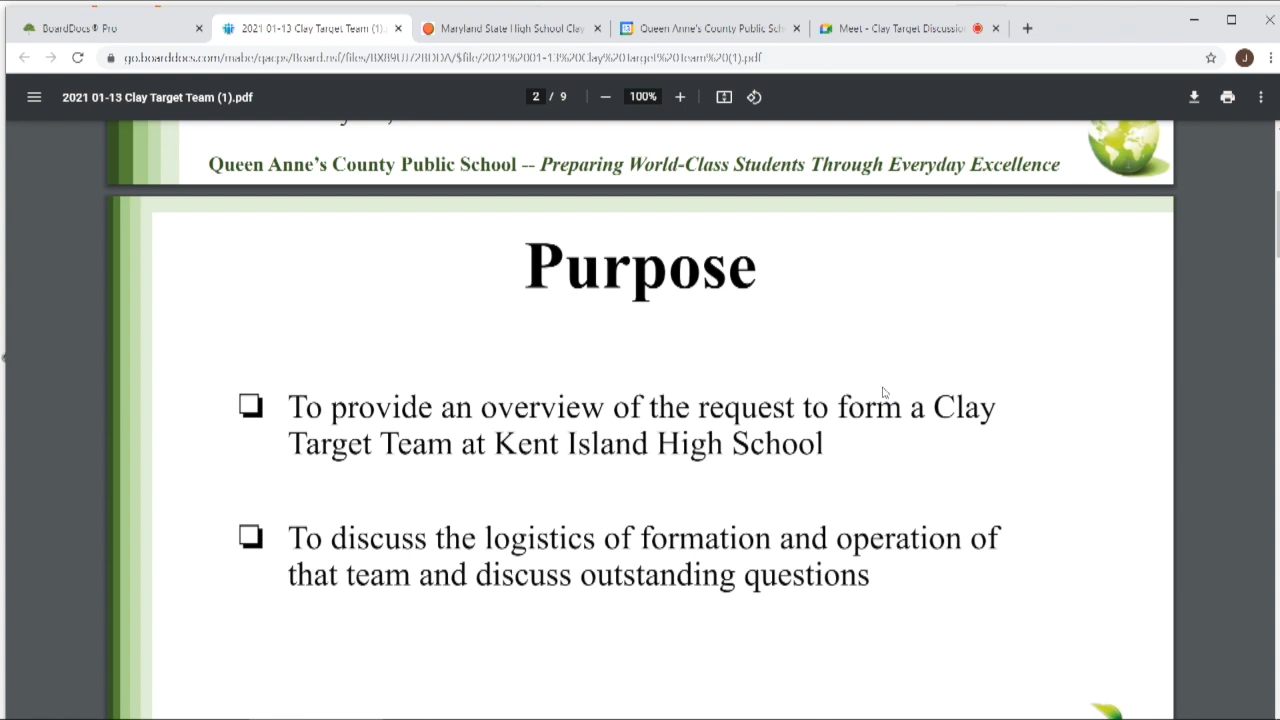 BoardDocs® Pro
2021 01-13 Clay Target Team (1).
Maryland State High School Clay
Queen Anne's County Public Sch
Meet - Clay Target Discussion
2021 01-13 Clay Target Team (1).pdf
2 / 9
100%
J
Queen Anne's County Public School -- Preparing World-Class Students Through Everyday Excellence
Purpose
To provide an overview of the request to form a Clay
Target Team at Kent Island High School
To discuss the logistics of formation and operation of
that team and discuss outstanding questions